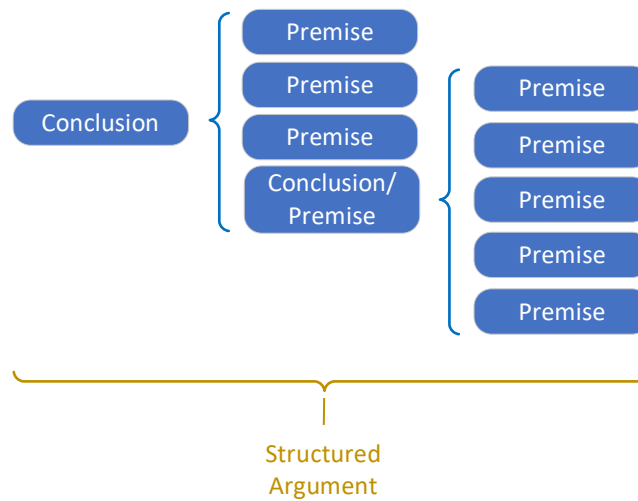 Conclusion
Premise
Premise
Premise
Conclusion/
Premise
Premise
Premise
Premise
Premise
Premise
Structured
Argument